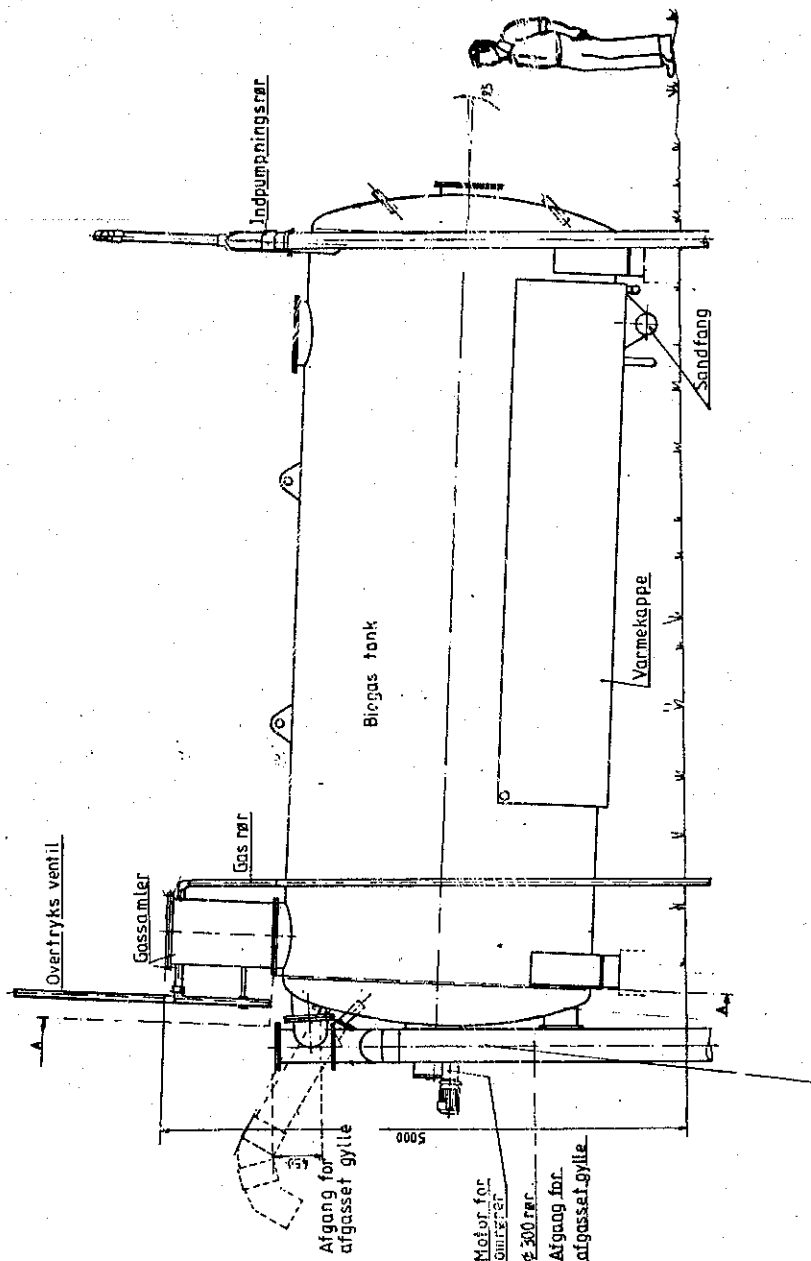 Overtryks ventil
Gassamler
Gas rør
Indpumpningsrør
A
Biogas tank
Varmekappe
Sandfang
A
5000
450
Afgang for
afgasset gylle
Motor for
omrører
φ 300 rør
Afgang for
afgasset gylle